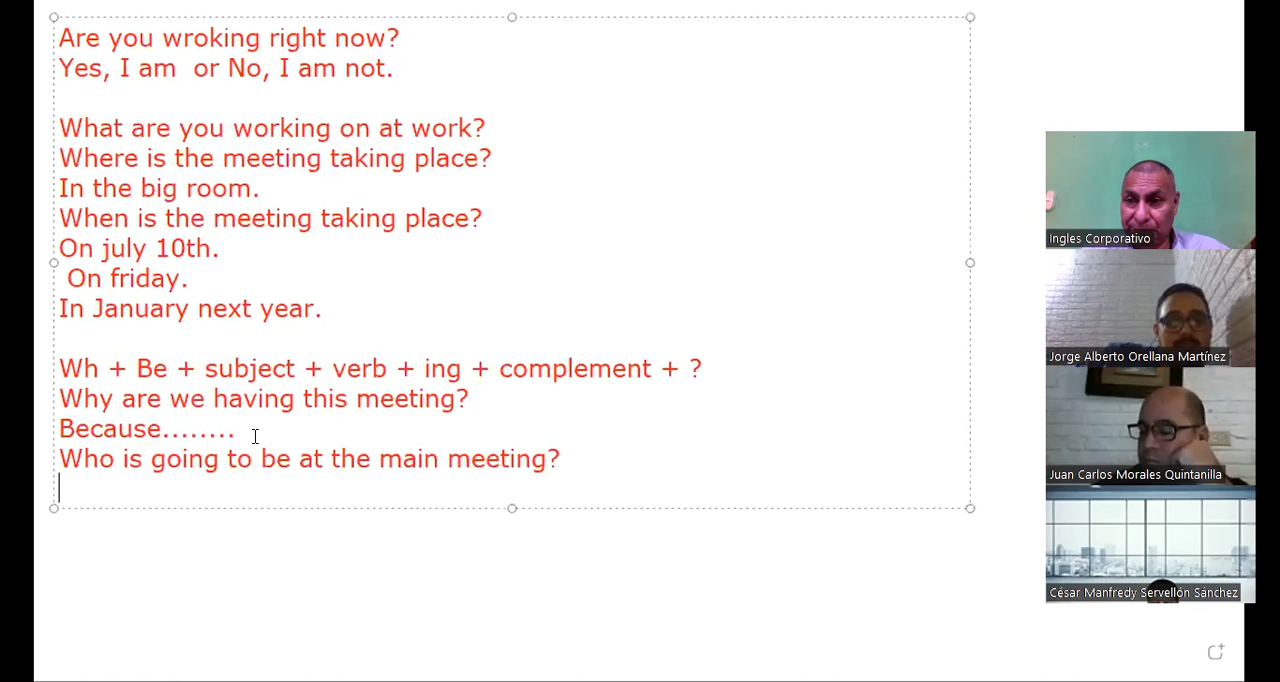 Are you wroking right now?
Yes, I am or No, I am not.
What are you working on at work?
Where is the meeting taking place?
In the big room.
When is the meeting taking place?
On july 10th.
On friday.
In January next year.
Wh + Be + subject + verb + ing + complement + ?
Why are we having this meeting?
Because........
Who is going to be at the main meeting?
Ingles Corporativo
Jorge Alberto Orellana Martínez
Juan Carlos Morales Quintanilla
César Manfredy Servellón Sánchez